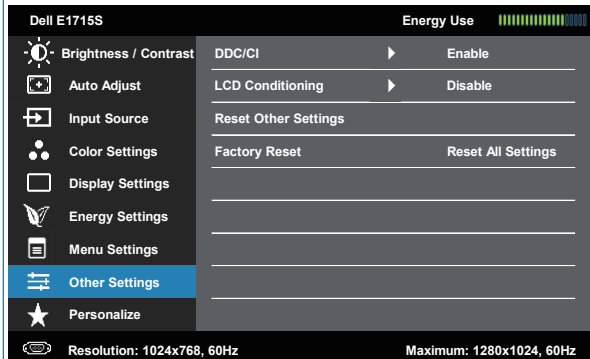 Dell E1715S Energy Use
Brightness / Contrast DDC/CI Enable
Auto Adjust LCD Conditioning Disable
Input Source Reset Other Settings
Color Settings Factory Reset Reset All Settings
Display Settings
Energy Settings
Menu Settings
Other Settings
Personalize
Resolution: 1024x768, 60Hz Maximum: 1280x1024, 60Hz